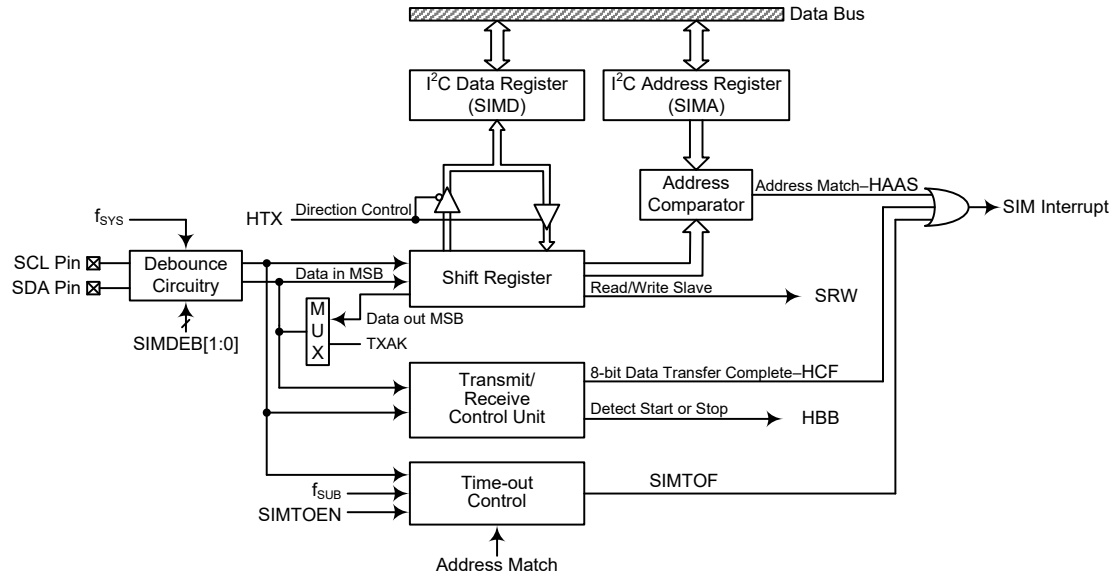 Data Bus
I²C Data Register
(SIMD)
I²C Address Register
(SIMA)
Address
Comparator
Address Match–HAAS
SIM Interrupt
HTX
Direction Control
fSYS
SCL Pin
SDA Pin
Debounce
Circuitry
SIMDEB[1:0]
Data in MSB
Shift Register
Read/Write Slave
SRW
M
U
X
Data out MSB
TXAK
Transmit/
Receive
Control Unit
8-bit Data Transfer Complete–HCF
Detect Start or Stop
HBB
fSUB
SIMTOEN
Time-out
Control
SIMTOF
Address Match